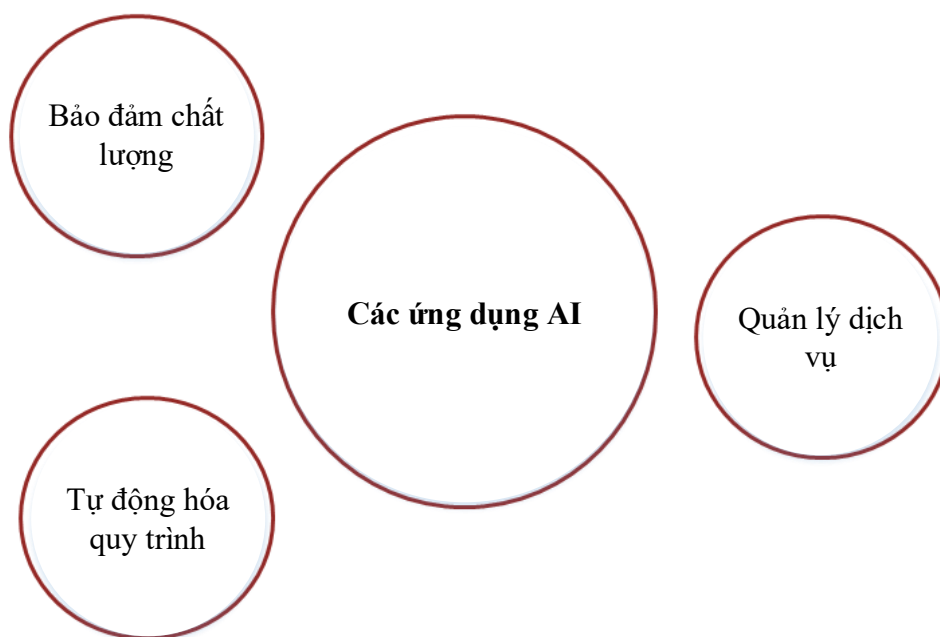 Bảo đảm chất
lượng
Các ứng dụng AI
Quản lý dịch
vụ
Tự động hóa
quy trình